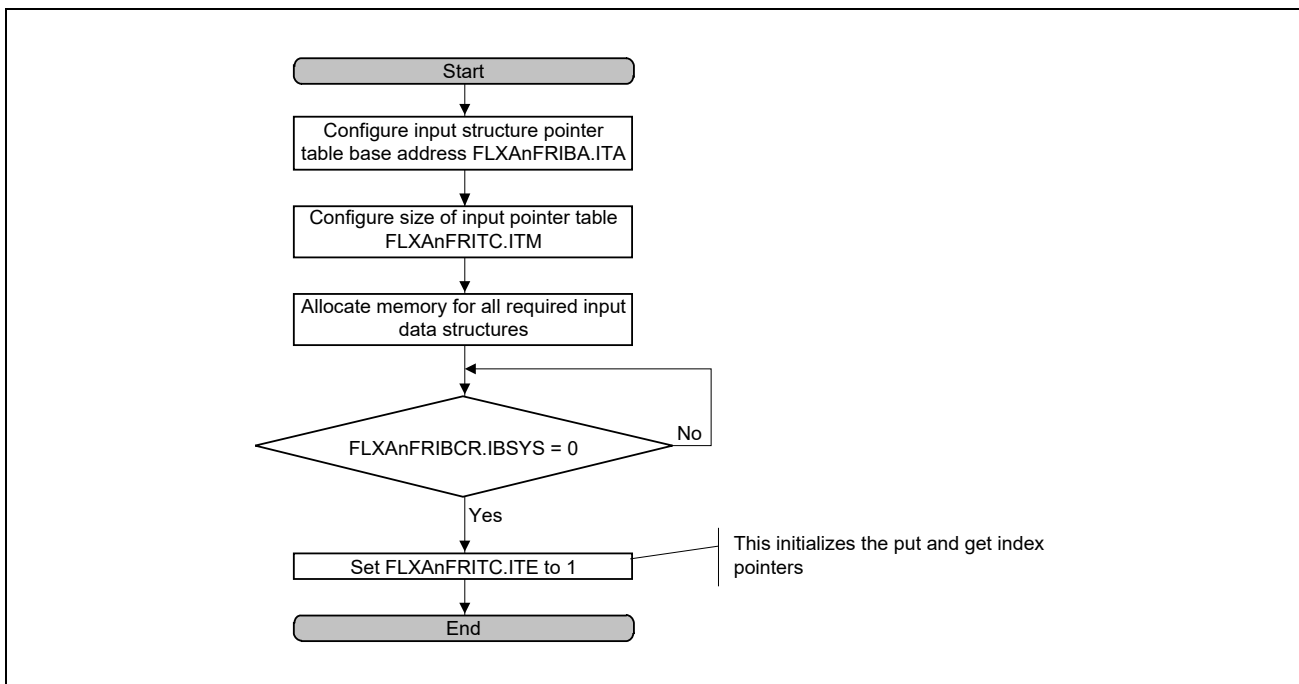 Start
Configure input structure pointer
table base address FLXAnFRIBA.ITA
Configure size of input pointer table
FLXAnFRITC.ITM
Allocate memory for all required input
data structures
FLXAnFRIBCR.IBSYS = 0
No
Yes
Set FLXAnFRITC.ITE to 1
This initializes the put and get index
pointers
End